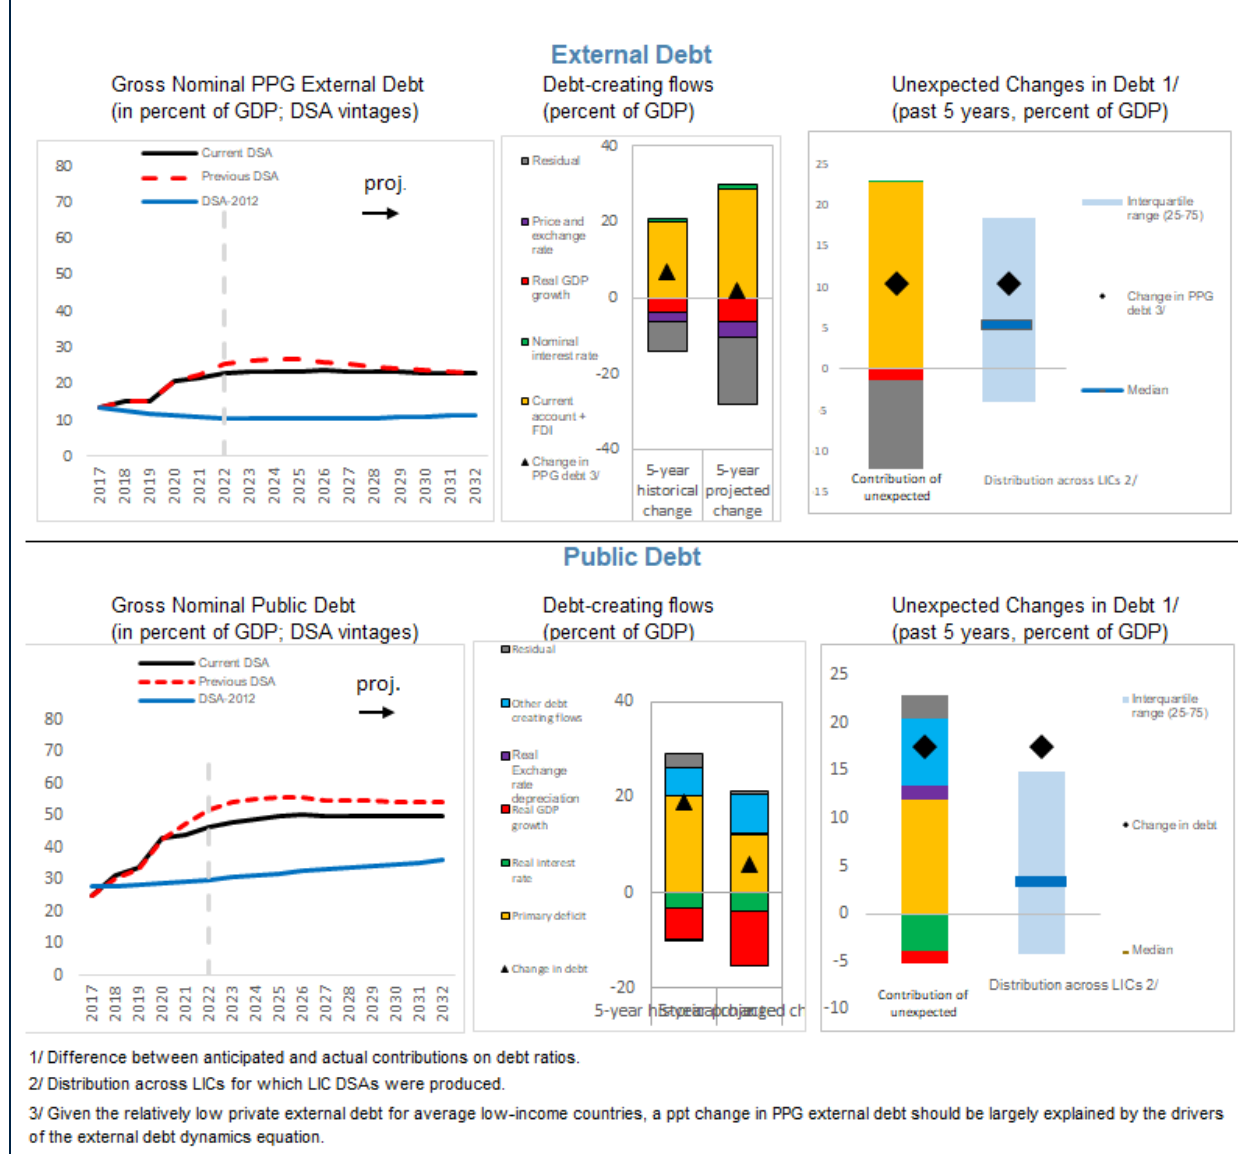 External Debt
Gross Nominal PPG External Debt
(in percent of GDP; DSA vintages)
Current DSA
Previous DSA
DSA-2012
proj.
80
70
60
50
40
30
20
10
0
2017
2018
2019
2020
2021
2022
2023
2024
2025
2026
2027
2028
2029
2030
2031
2032
Debt-creating flows
(percent of GDP)
Residual
Price and
exchange
rate
Real GDP
growth
Nominal
interest rate
Current
account +
FDI
Change in
PPG debt 3/
40
20
0
-20
-40
5-year
historical
change
5-year
projected
change
Unexpected Changes in Debt 1/
(past 5 years, percent of GDP)
25
20
15
10
5
0
-5
-10
-15
Contribution of
unexpected
Distribution across LICs 2/
Interquartile
range (25-75)
Change in PPG
debt 3/
Median
Public Debt
Gross Nominal Public Debt
(in percent of GDP; DSA vintages)
Current DSA
Previous DSA
DSA-2012
proj.
80
70
60
50
40
30
20
10
0
2017
2018
2019
2020
2021
2022
2023
2024
2025
2026
2027
2028
2029
2030
2031
2032
Debt-creating flows
(percent of GDP)
Residual
Other debt
creating flows
Real
Exchange
rate
depreciation
Real GDP
growth
Real interest
rate
Primary deficit
Change in debt
40
20
0
-20
5-year
Unexpected Changes in Debt 1/
(past 5 years, percent of GDP)
25
20
15
10
5
0
-5
-10
Contribution of
unexpected
Distribution across LICs 2/
Interquartile
range (25-75)
Change in debt
Median
1/ Difference between anticipated and actual contributions on debt ratios.
2/ Distribution across LICs for which LIC DSAs were produced.
3/ Given the relatively low private external debt for average low-income countries, a ppt change in PPG external debt should be largely explained by the drivers
of the external debt dynamics equation.